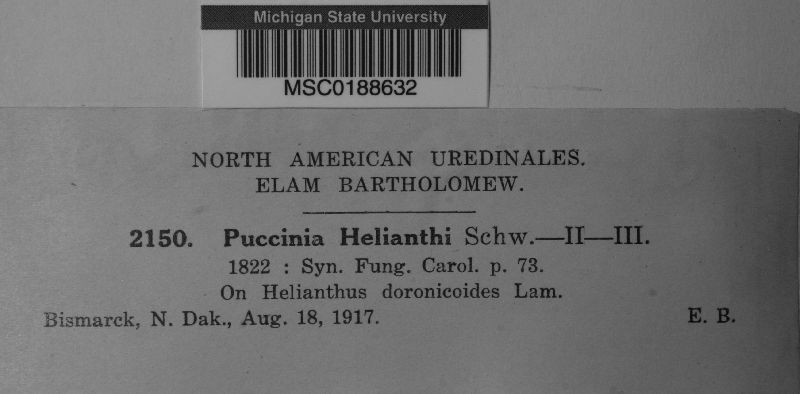 Michigan State University
MSC0188632
NORTH AMERICAN UREDINALES.
ELAM BARTHOLOMEW.
2150. Puccinia Helianthi Schw.—II—III.
1822 : Syn. Fung. Carol. p. 73.
On Helianthus doronicoides Lam.
Bismarck, N. Dak., Aug. 18, 1917. E. B.